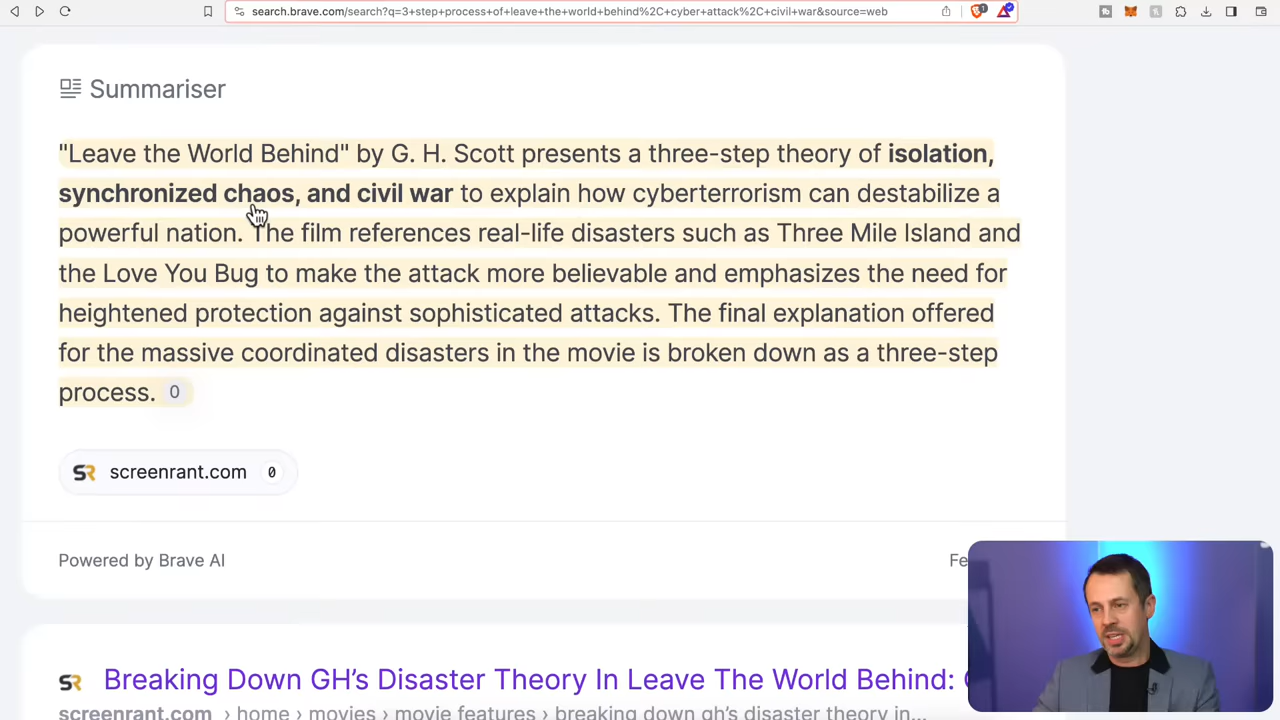 search.brave.com/search?q=3+step+process+of+leave+the+world+behind%2C+cyber+attack%2C+civil+war&source=web
Summariser
"Leave the World Behind" by G. H. Scott presents a three-step theory of isolation,
synchronized chaos, and civil war to explain how cyberterrorism can destabilize a
powerful nation. The film references real-life disasters such as Three Mile Island and
the Love You Bug to make the attack more believable and emphasizes the need for
heightened protection against sophisticated attacks. The final explanation offered
for the massive coordinated disasters in the movie is broken down as a three-step
process. 0
SR screenrant.com 0
Powered by Brave AI
SR Breaking Down GH's Disaster Theory In Leave The World Behind:
screenrant.com › home › movies › movie features › breaking down gh's disaster theory in...